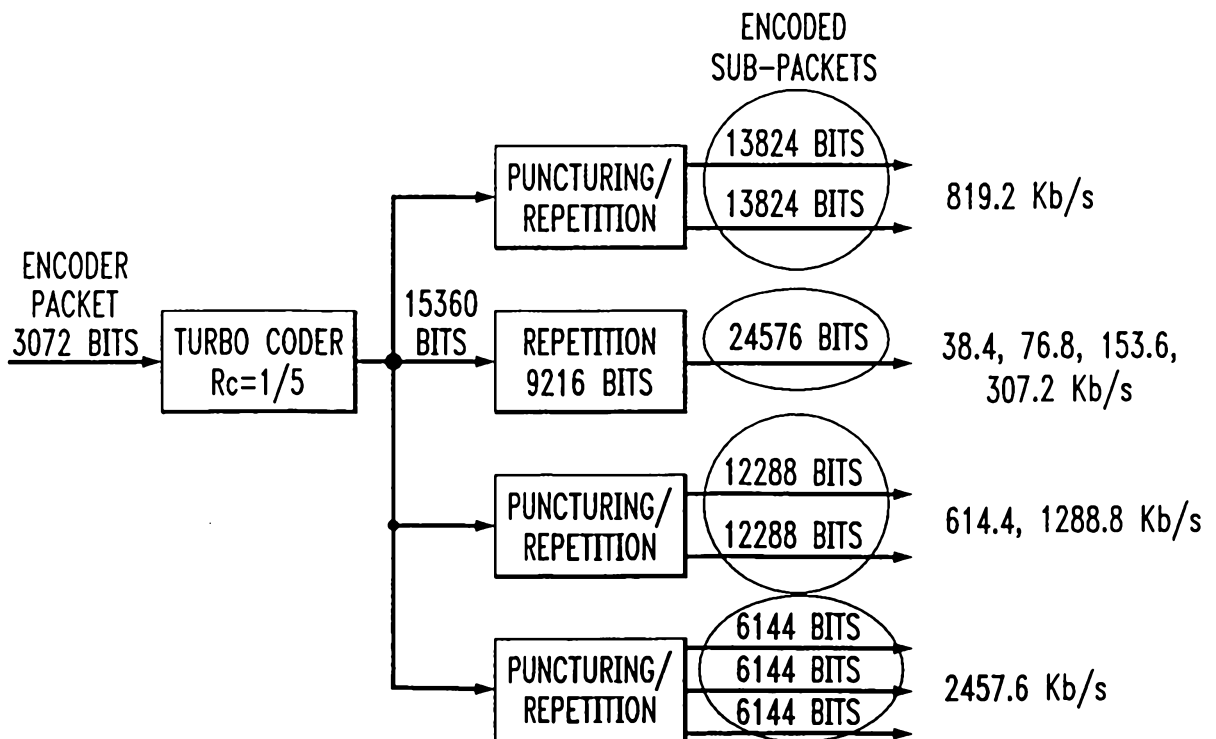 ENCODED
SUB-PACKETS
PUNCTURING/
REPETITION
13824 BITS
13824 BITS
819.2 Kb/s
ENCODER
PACKET
3072 BITS
TURBO CODER
Rc=1/5
15360
BITS
REPETITION
9216 BITS
24576 BITS
38.4, 76.8, 153.6,
307.2 Kb/s
PUNCTURING/
REPETITION
12288 BITS
12288 BITS
614.4, 1288.8 Kb/s
PUNCTURING/
REPETITION
6144 BITS
6144 BITS
6144 BITS
2457.6 Kb/s